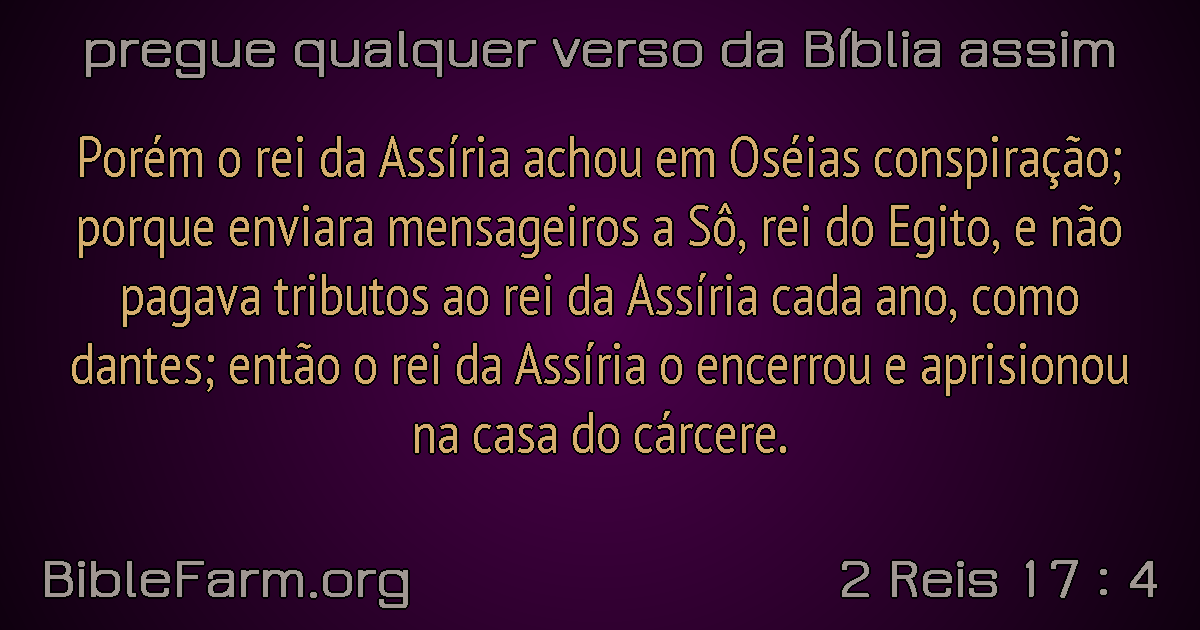 pregue qualquer verso da Bíblia assim
Porém o rei da Assíria achou em Oséias conspiração;
porque enviara mensageiros a Sô, rei do Egito, e não
pagava tributos ao rei da Assíria cada ano, como
dantes; então o rei da Assíria o encerrou e aprisionou
na casa do cárcere.
BibleFarm.org
2 Reis 17 : 4